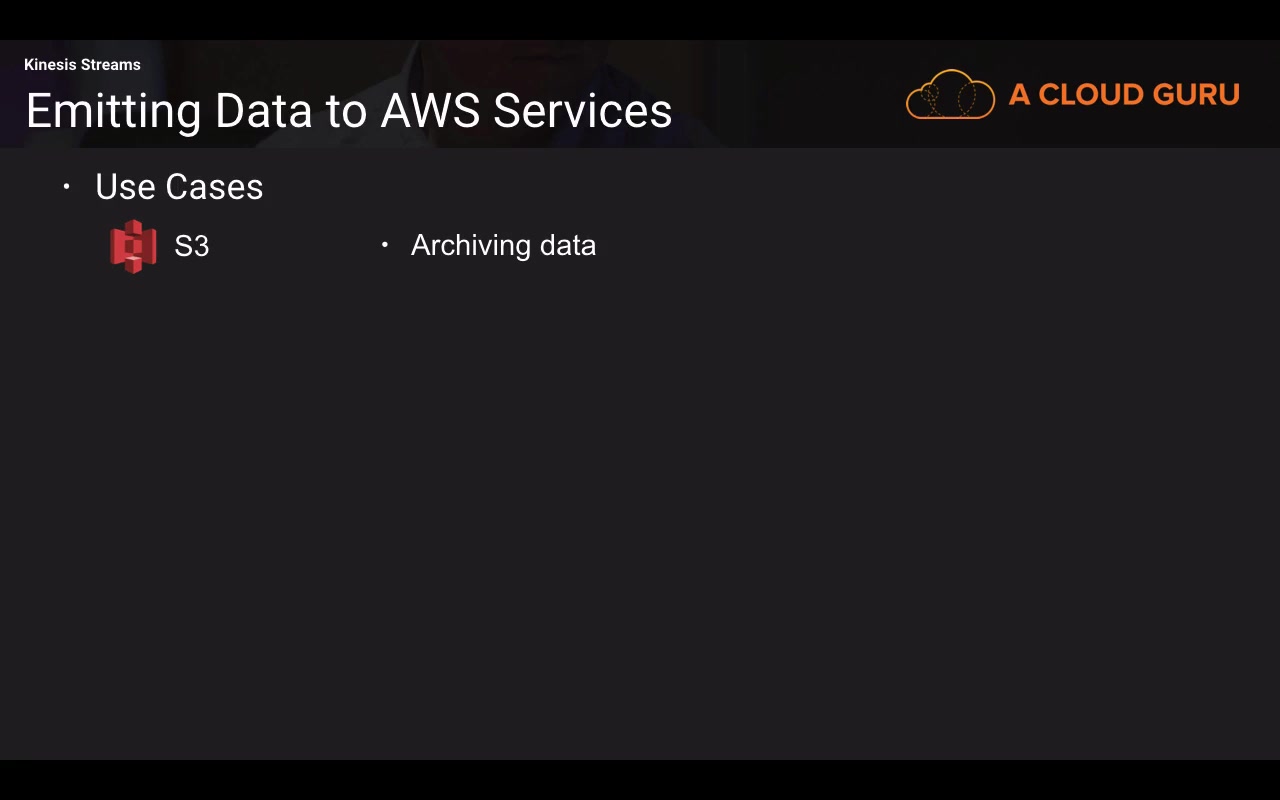 Kinesis Streams
Emitting Data to AWS Services
A CLOUD GURU
• Use Cases
S3 • Archiving data